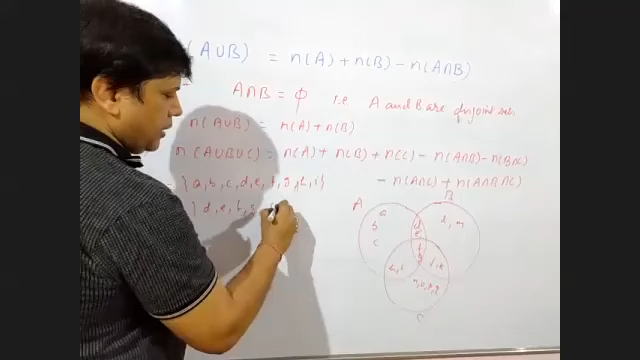 (A∪B) = n(A) + n(B) - n(A∩B)
A∩B = ϕ i.e A and B are disjoint sets
n(A∪B) = n(A) + n(B)
n(A∪B∪C) = n(A) + n(B) + n(C) - n(A∩B) - n(B∩C)
- n(A∩C) + n(A∩B∩C)
= { a, b, c, d, e, f, g, h, i }
{ d, e, f, g,
A
B
a
b
c
d
e
f
g
C